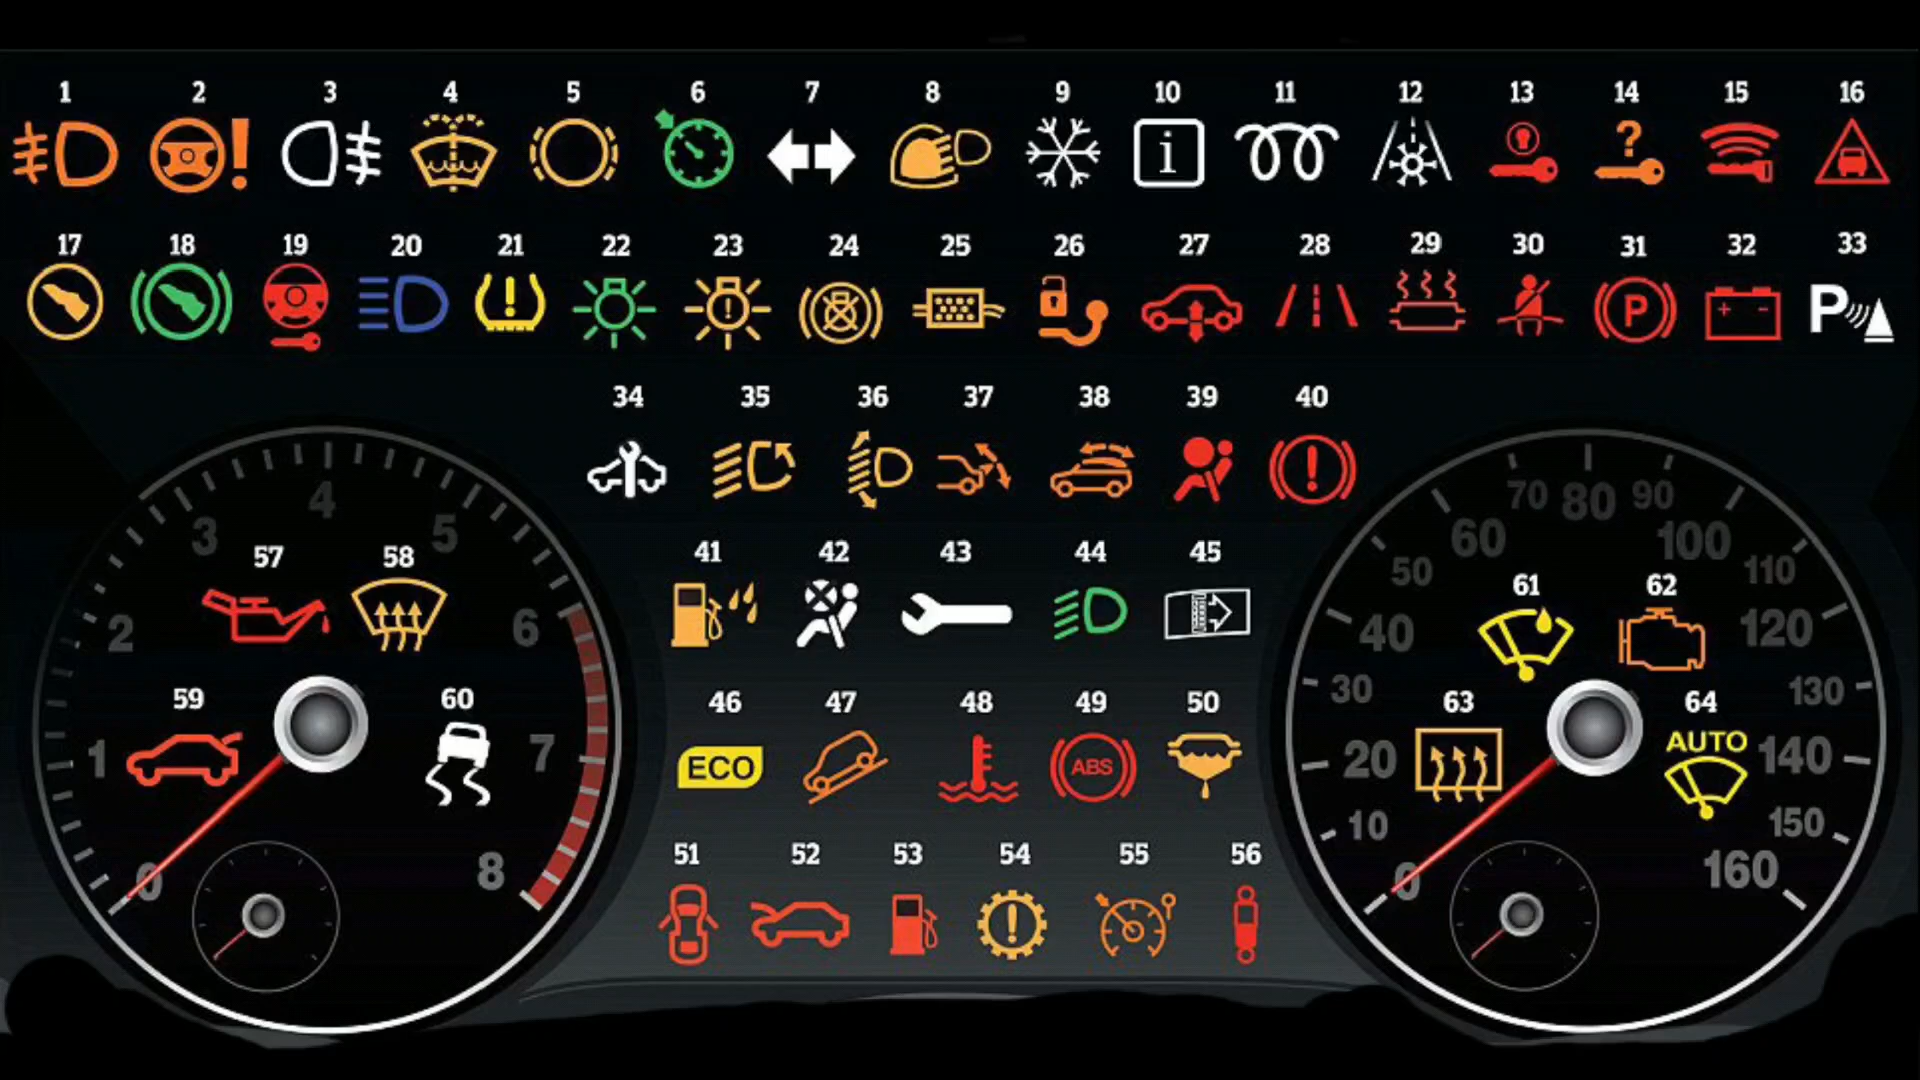 1 2 3 4 5 6 7 8 9 10 11 12 13 14 15 16
! i ?
17 18 19 20 21 22 23 24 25 26 27 28 29 30 31 32 33
! ! P + - P
34 35 36 37 38 39 40
!
41 42 43 44 45
46 47 48 49 50
ECO ABS
51 52 53 54 55 56
!
57 58
59 60
0 1 2 3 4 5 6 7 8
61 62
63 64
AUTO
0 10 20 30 40 50 60 70 80 90 100 110 120 130 140 150 160